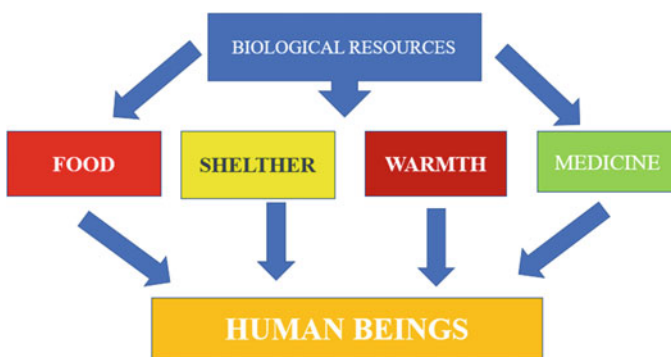 BIOLOGICAL RESOURCES
FOOD
SHELTHER
WARMTH
MEDICINE
HUMAN BEINGS